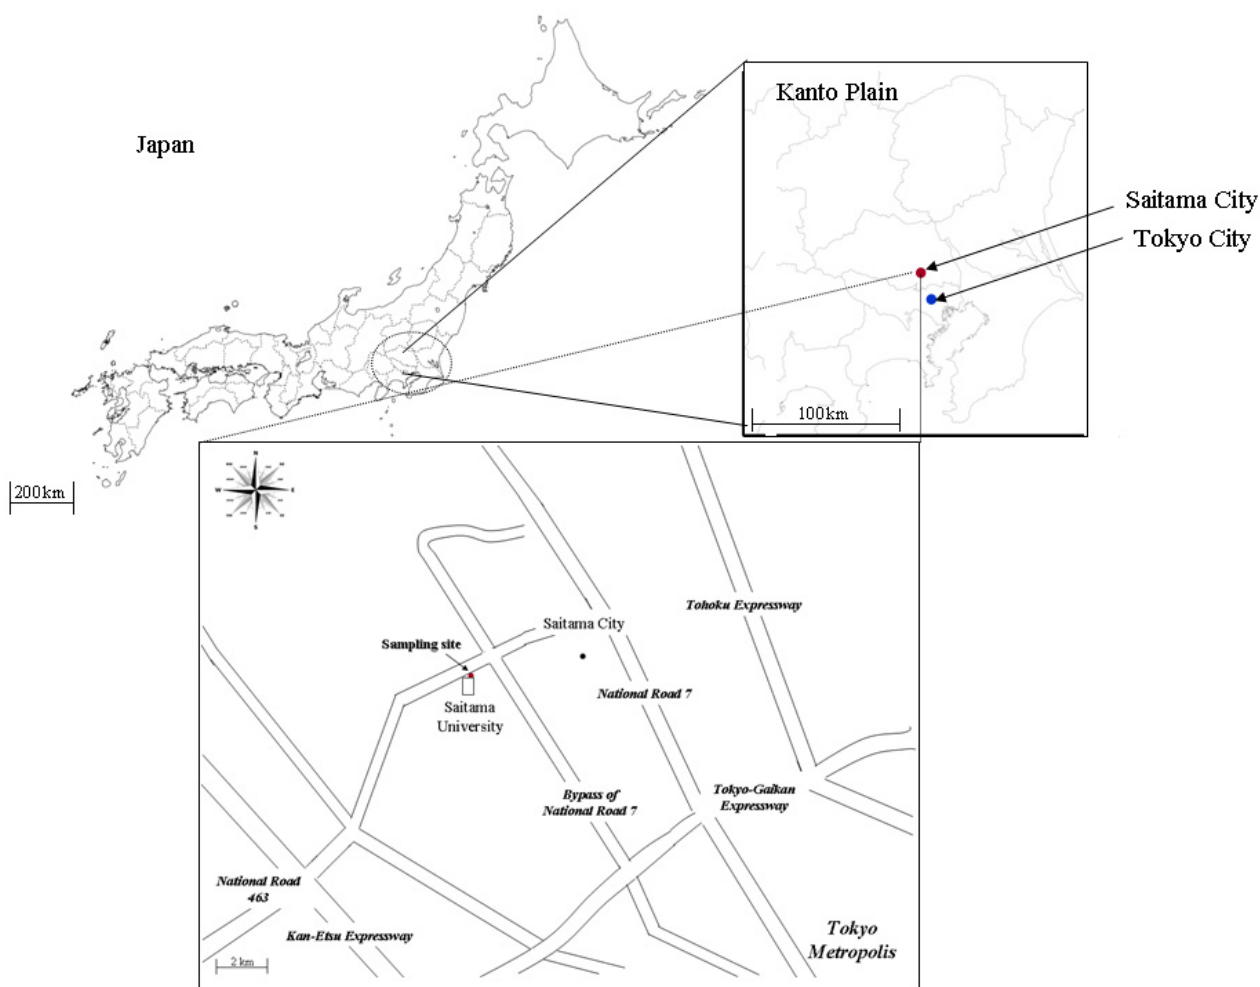 Japan
Kanto Plain
Saitama City
Tokyo City
100km
200km
N
W
E
S
Tohoku Expressway
Saitama City
Sampling site
National Road 7
Saitama
University
Bypass of
National Road 7
Tokyo-Gaikan
Expressway
National Road
463
Kan-Etsu Expressway
Tokyo
Metropolis
2 km